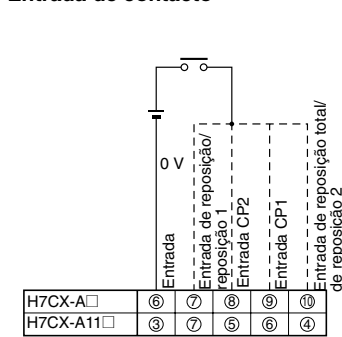 Entrada de contacto
0 V
Entrada
Entrada de reposição/
reposição 1
Entrada CP2
Entrada CP1
Entrada de reposição total/
de reposição 2
H7CX-A□ ⑥ ⑦ ⑧ ⑨ ⑩
H7CX-A11□ ③ ⑦ ⑤ ⑥ ④